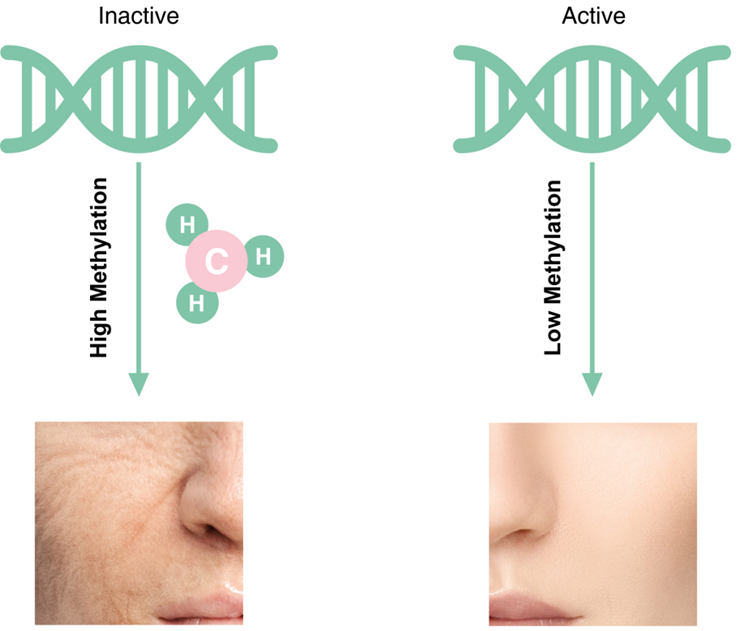 Inactive
Active
High Methylation
H
C
H
H
Low Methylation